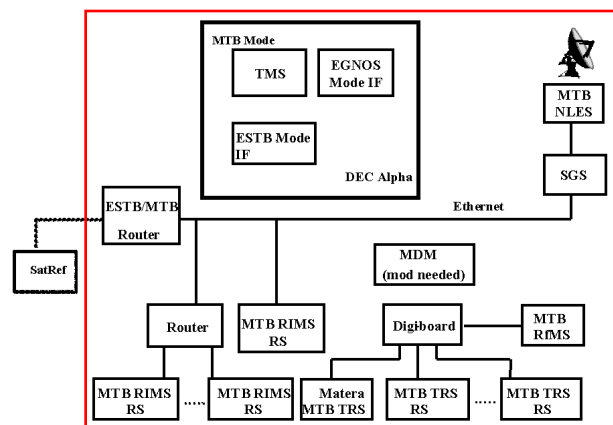 MTB Mode
TMS
EGNOS
Mode IF
ESTB Mode
IF
DEC Alpha
MTB
NLES
SGS
Ethernet
ESTB/MTB
Router
SatRef
MDM
(mod needed)
Router
MTB RIMS
RS
Digiboard
MTB
RfMS
MTB RIMS
RS
.....
MTB RIMS
RS
Matera
MTB TRS
MTB TRS
RS
.....
MTB TRS
RS